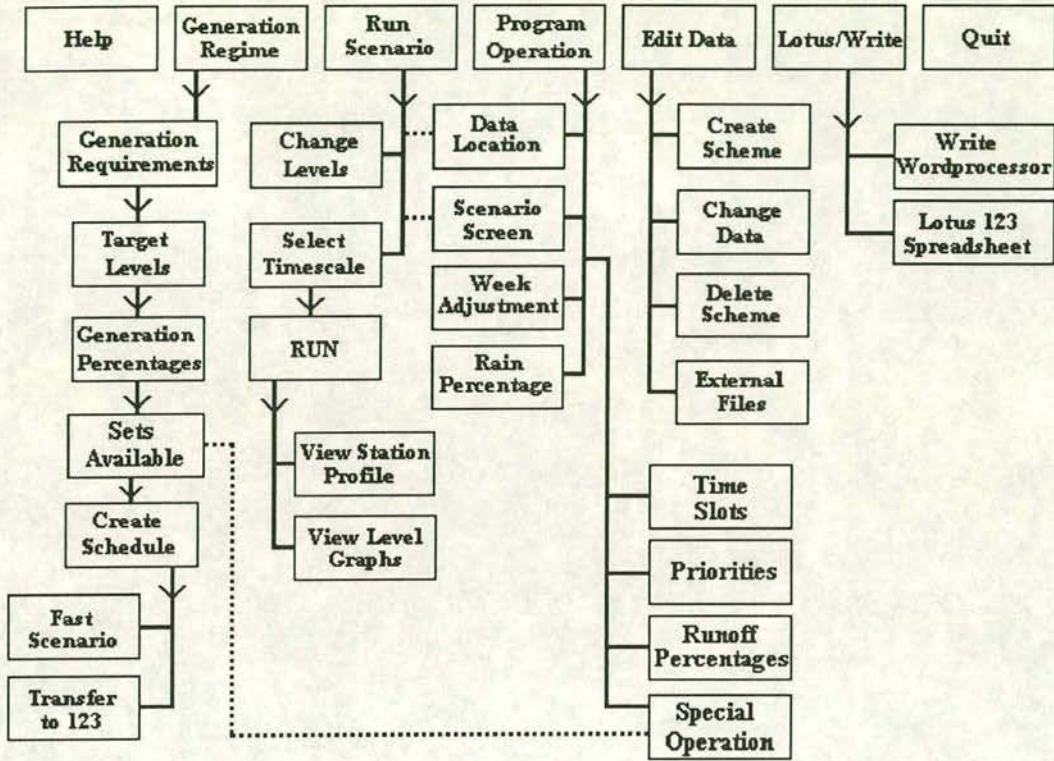 Help
Generation
Regime
Run
Scenario
Program
Operation
Edit Data
Lotus/Write
Quit
Generation
Requirements
Target
Levels
Generation
Percentages
Sets
Available
Create
Schedule
Fast
Scenario
Transfer
to 123
Change
Levels
Select
Timescale
RUN
View Station
Profile
View Level
Graphs
Data
Location
Scenario
Screen
Week
Adjustment
Rain
Percentage
Time
Slots
Priorities
Runoff
Percentages
Special
Operation
Create
Scheme
Change
Data
Delete
Scheme
External
Files
Write
Wordprocessor
Lotus 123
Spreadsheet